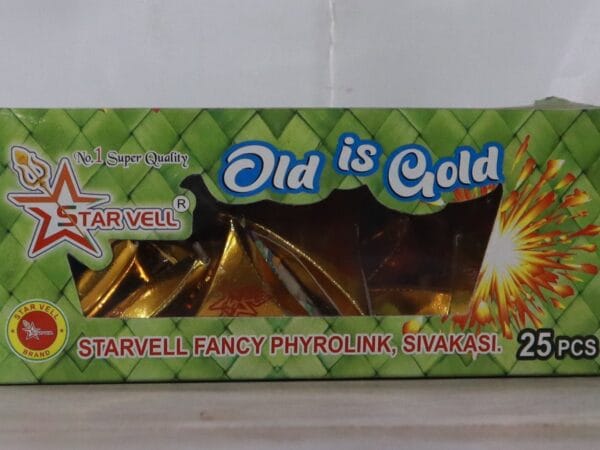 No.1 Super Quality
STAR VELL®
Old is Gold
STAR VELL
BRAND
STARVELL FANCY PHYROLINK, SIVAKASI.
25 PCS